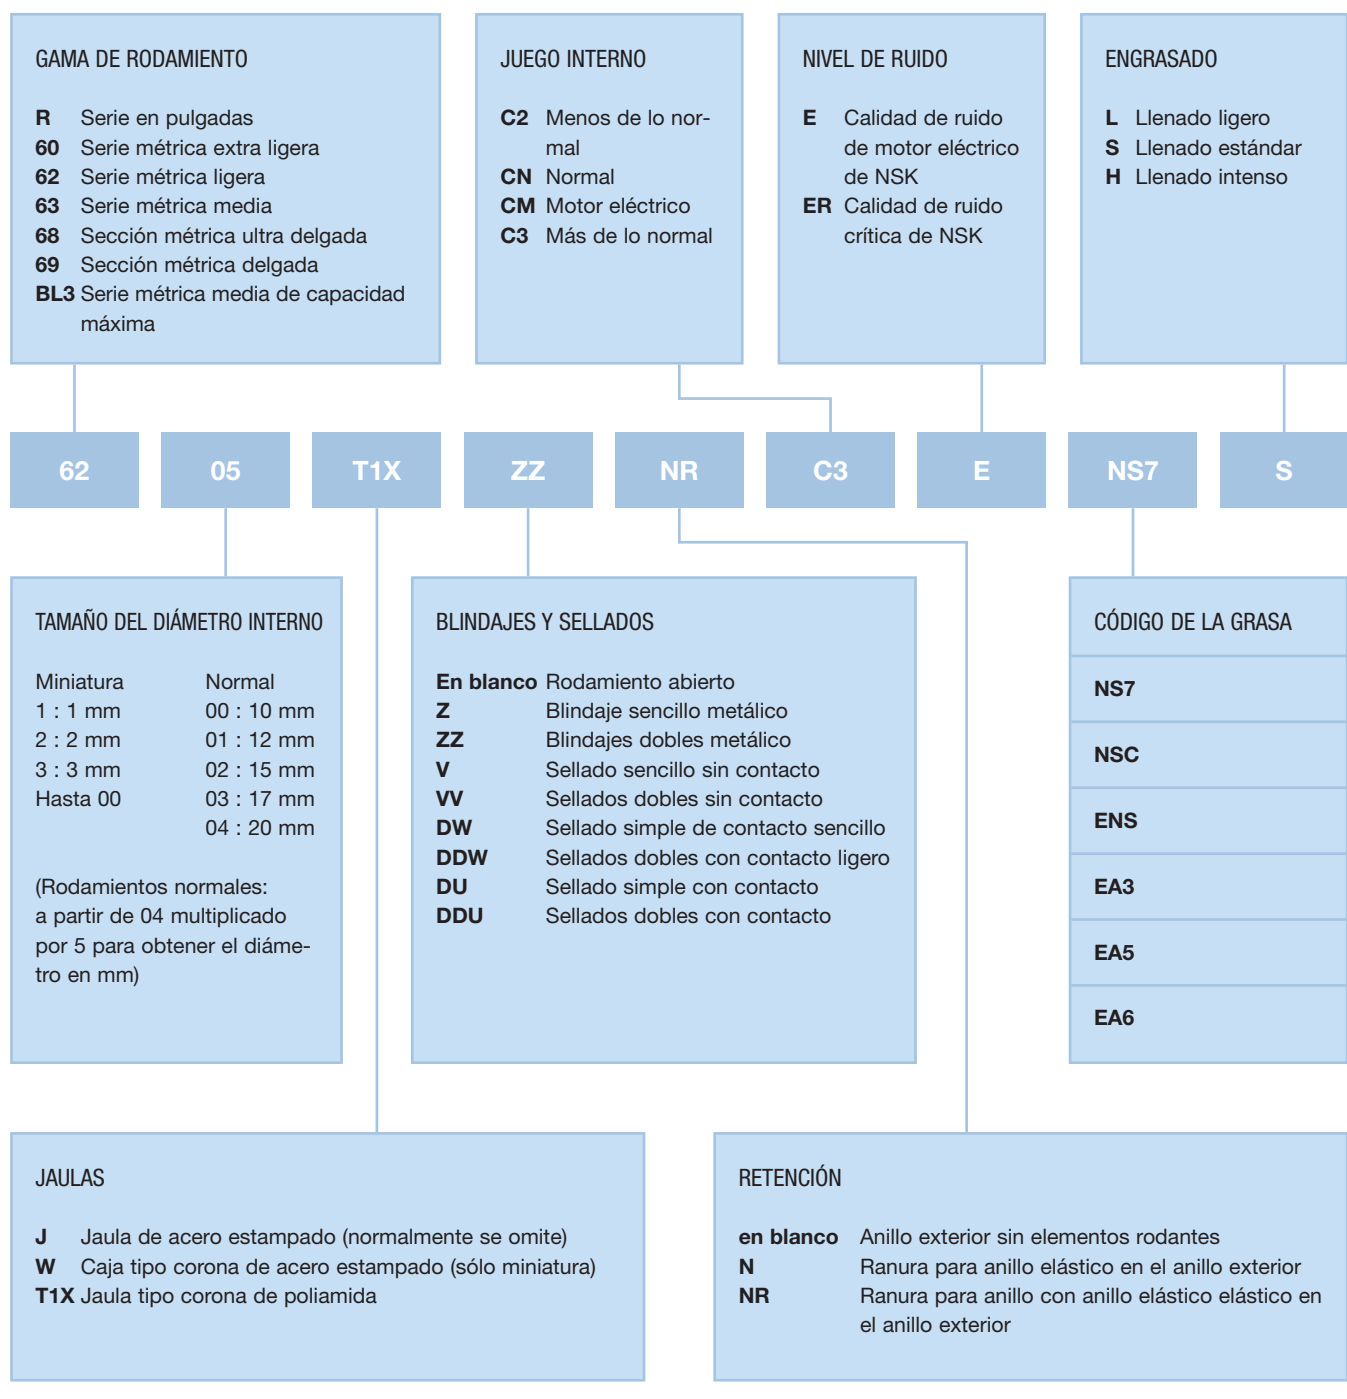 GAMA DE RODAMIENTO
R Serie en pulgadas
60 Serie métrica extra ligera
62 Serie métrica ligera
63 Serie métrica media
68 Sección métrica ultra delgada
69 Sección métrica delgada
BL3 Serie métrica media de capacidad
máxima
JUEGO INTERNO
C2 Menos de lo nor-
mal
CN Normal
CM Motor eléctrico
C3 Más de lo normal
NIVEL DE RUIDO
E Calidad de ruido
de motor eléctrico
de NSK
ER Calidad de ruido
crítica de NSK
ENGRASADO
L Llenado ligero
S Llenado estándar
H Llenado intenso
62 05 T1X ZZ NR C3 E NS7 S
TAMAÑO DEL DIÁMETRO INTERNO
Miniatura Normal
1 : 1 mm 00 : 10 mm
2 : 2 mm 01 : 12 mm
3 : 3 mm 02 : 15 mm
Hasta 00 03 : 17 mm
04 : 20 mm
(Rodamientos normales:
a partir de 04 multiplicado
por 5 para obtener el diáme-
tro en mm)
BLINDAJES Y SELLADOS
En blanco Rodamiento abierto
Z Blindaje sencillo metálico
ZZ Blindajes dobles metálico
V Sellado sencillo sin contacto
VV Sellados dobles sin contacto
DW Sellado simple de contacto sencillo
DDW Sellados dobles con contacto ligero
DU Sellado simple con contacto
DDU Sellados dobles con contacto
CÓDIGO DE LA GRASA
NS7
NSC
ENS
EA3
EA5
EA6
JAULAS
J Jaula de acero estampado (normalmente se omite)
W Caja tipo corona de acero estampado (sólo miniatura)
T1X Jaula tipo corona de poliamida
RETENCIÓN
en blanco Anillo exterior sin elementos rodantes
N Ranura para anillo elástico en el anillo exterior
NR Ranura para anillo con anillo elástico elástico en
el anillo exterior